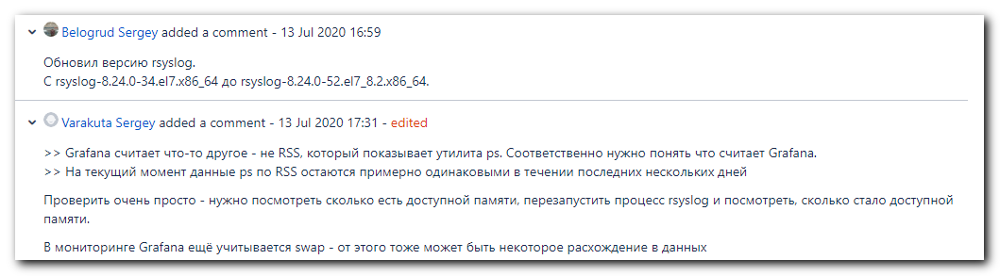 Belogrud Sergey added a comment - 13 Jul 2020 16:59
Обновил версию rsyslog.
С rsyslog-8.24.0-34.el7.x86_64 до rsyslog-8.24.0-52.el7_8.2.x86_64.
Varakuta Sergey added a comment - 13 Jul 2020 17:31 - edited
>> Grafana считает что-то другое - не RSS, который показывает утилита ps. Соответственно нужно понять что считает Grafana.
>> На текущий момент данные ps по RSS остаются примерно одинаковыми в течении последних нескольких дней
Проверить очень просто - нужно посмотреть сколько есть доступной памяти, перезапустить процесс rsyslog и посмотреть, сколько стало доступной
памяти.
В мониторинге Grafana ещё учитывается swap - от этого тоже может быть некоторое расхождение в данных